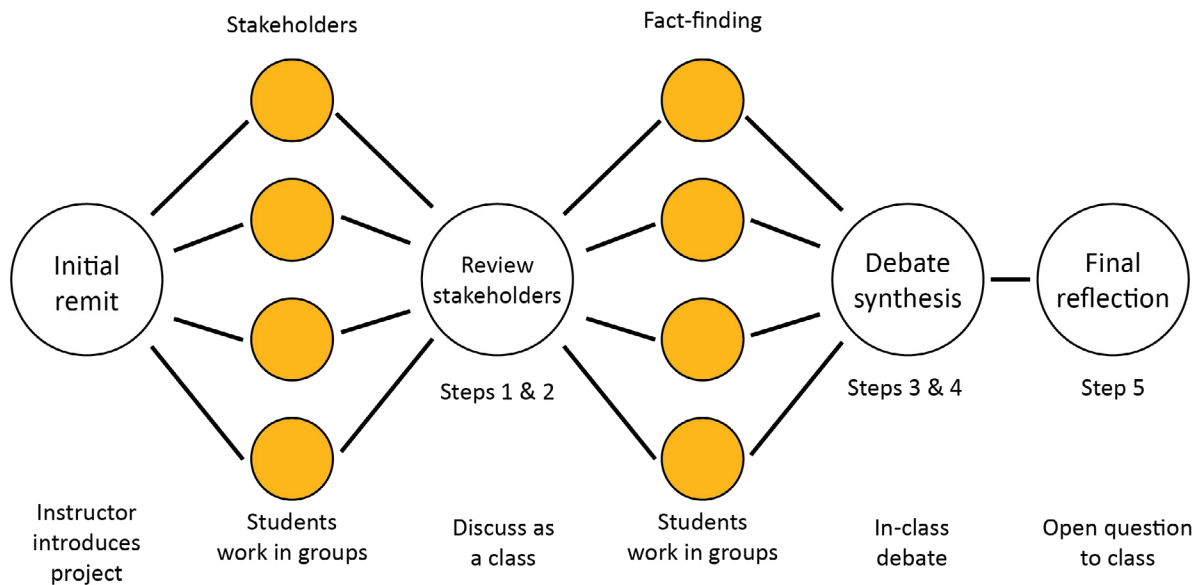 Stakeholders
Fact-finding
Initial
remit
Review
stakeholders
Debate
synthesis
Final
reflection
Steps 1 & 2
Steps 3 & 4
Step 5
Instructor
introduces
project
Students
work in groups
Discuss as
a class
Students
work in groups
In-class
debate
Open question
to class